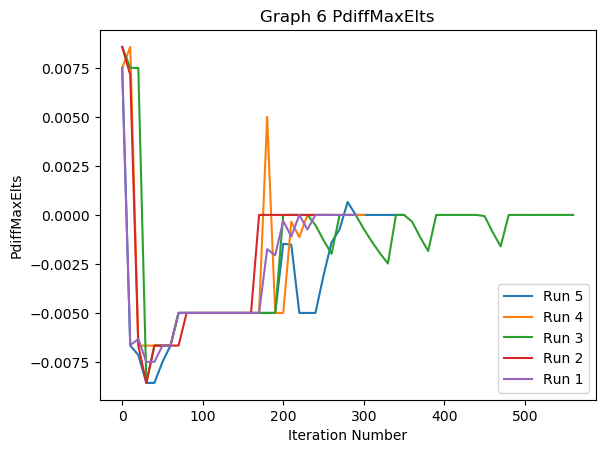 Graph 6 PdiffMaxElts
PdiffMaxElts
0.0075
0.0050
0.0025
0.0000
−0.0025
−0.0050
−0.0075
0
100
200
300
400
500
Iteration Number
Run 5
Run 4
Run 3
Run 2
Run 1